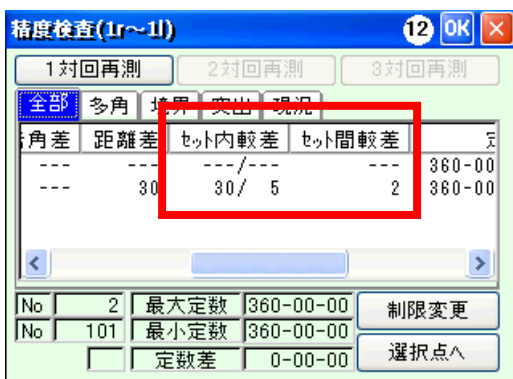 精度検査(1r～1l) 12 OK
1対回再測 2対回再測 3対回再測
全部 多角 境界 突出 現況
角差 距離差 ｾｯﾄ内較差 ｾｯﾄ間較差
--- --- ---/--- --- 360-00
--- 30 30/ 5 2 360-00
No 2 最大定数 360-00-00 制限変更
No 101 最小定数 360-00-00
定数差 0-00-00 選択点へ